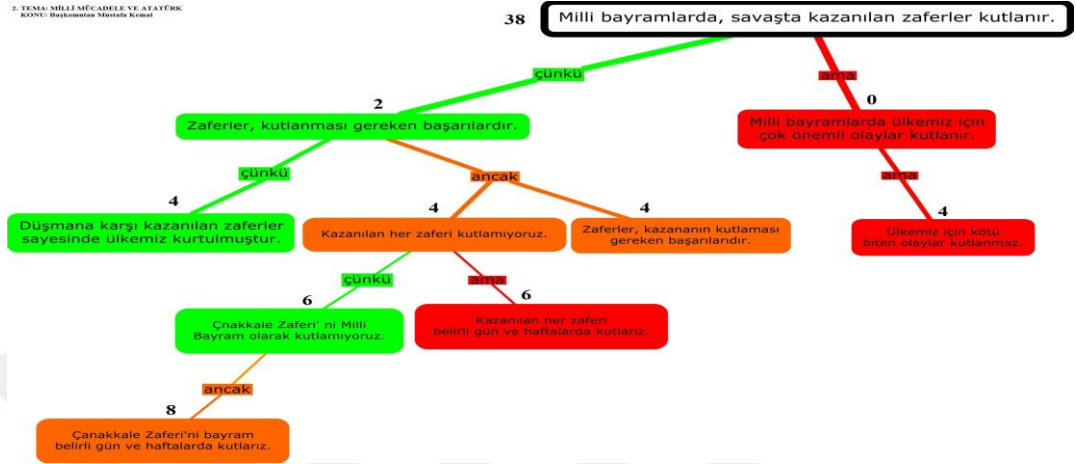 2. TEMA: MİLLÎ MÜCADELE VE ATATÜRK
KONU: Başkomutan Mustafa Kemal
38
Milli bayramlarda, savaşta kazanılan zaferler kutlanır.
çünkü
ama
2
Zaferler, kutlanması gereken başarılardır.
0
Milli bayramlarda ülkemiz için
çok önemli olaylar kutlanır.
çünkü
ancak
ama
4
Düşmana karşı kazanılan zaferler
sayesinde ülkemiz kurtulmuştur.
4
Kazanılan her zaferi kutlamıyoruz.
4
Zaferler, kazananın kutlaması
gereken başarılarıdır.
4
Ülkemiz için kötü
biten olaylar kutlanmaz.
çünkü
ama
6
Çnakkale Zaferi' ni Milli
Bayram olarak kutlamıyoruz.
6
Kazanılan her zaferi
belirli gün ve haftalarda kutlarız.
ancak
8
Çanakkale Zaferi'ni bayram
belirli gün ve haftalarda kutlarız.